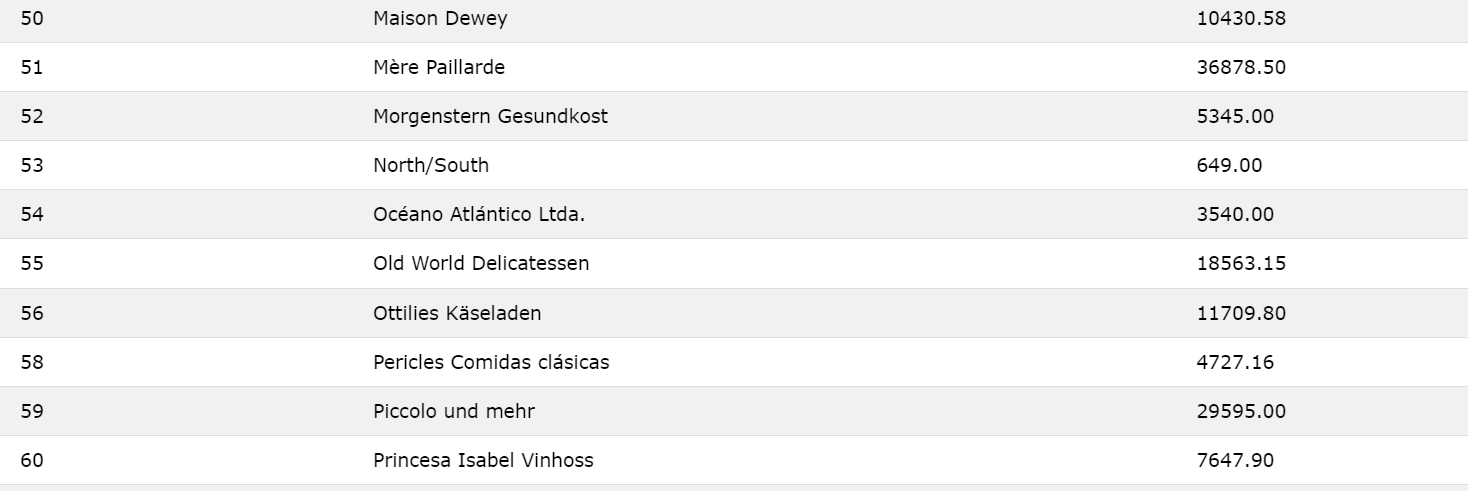 50 Maison Dewey 10430.58
51 Mère Paillarde 36878.50
52 Morgenstern Gesundkost 5345.00
53 North/South 649.00
54 Océano Atlántico Ltda. 3540.00
55 Old World Delicatessen 18563.15
56 Ottilies Käseladen 11709.80
58 Pericles Comidas clásicas 4727.16
59 Piccolo und mehr 29595.00
60 Princesa Isabel Vinhoss 7647.90